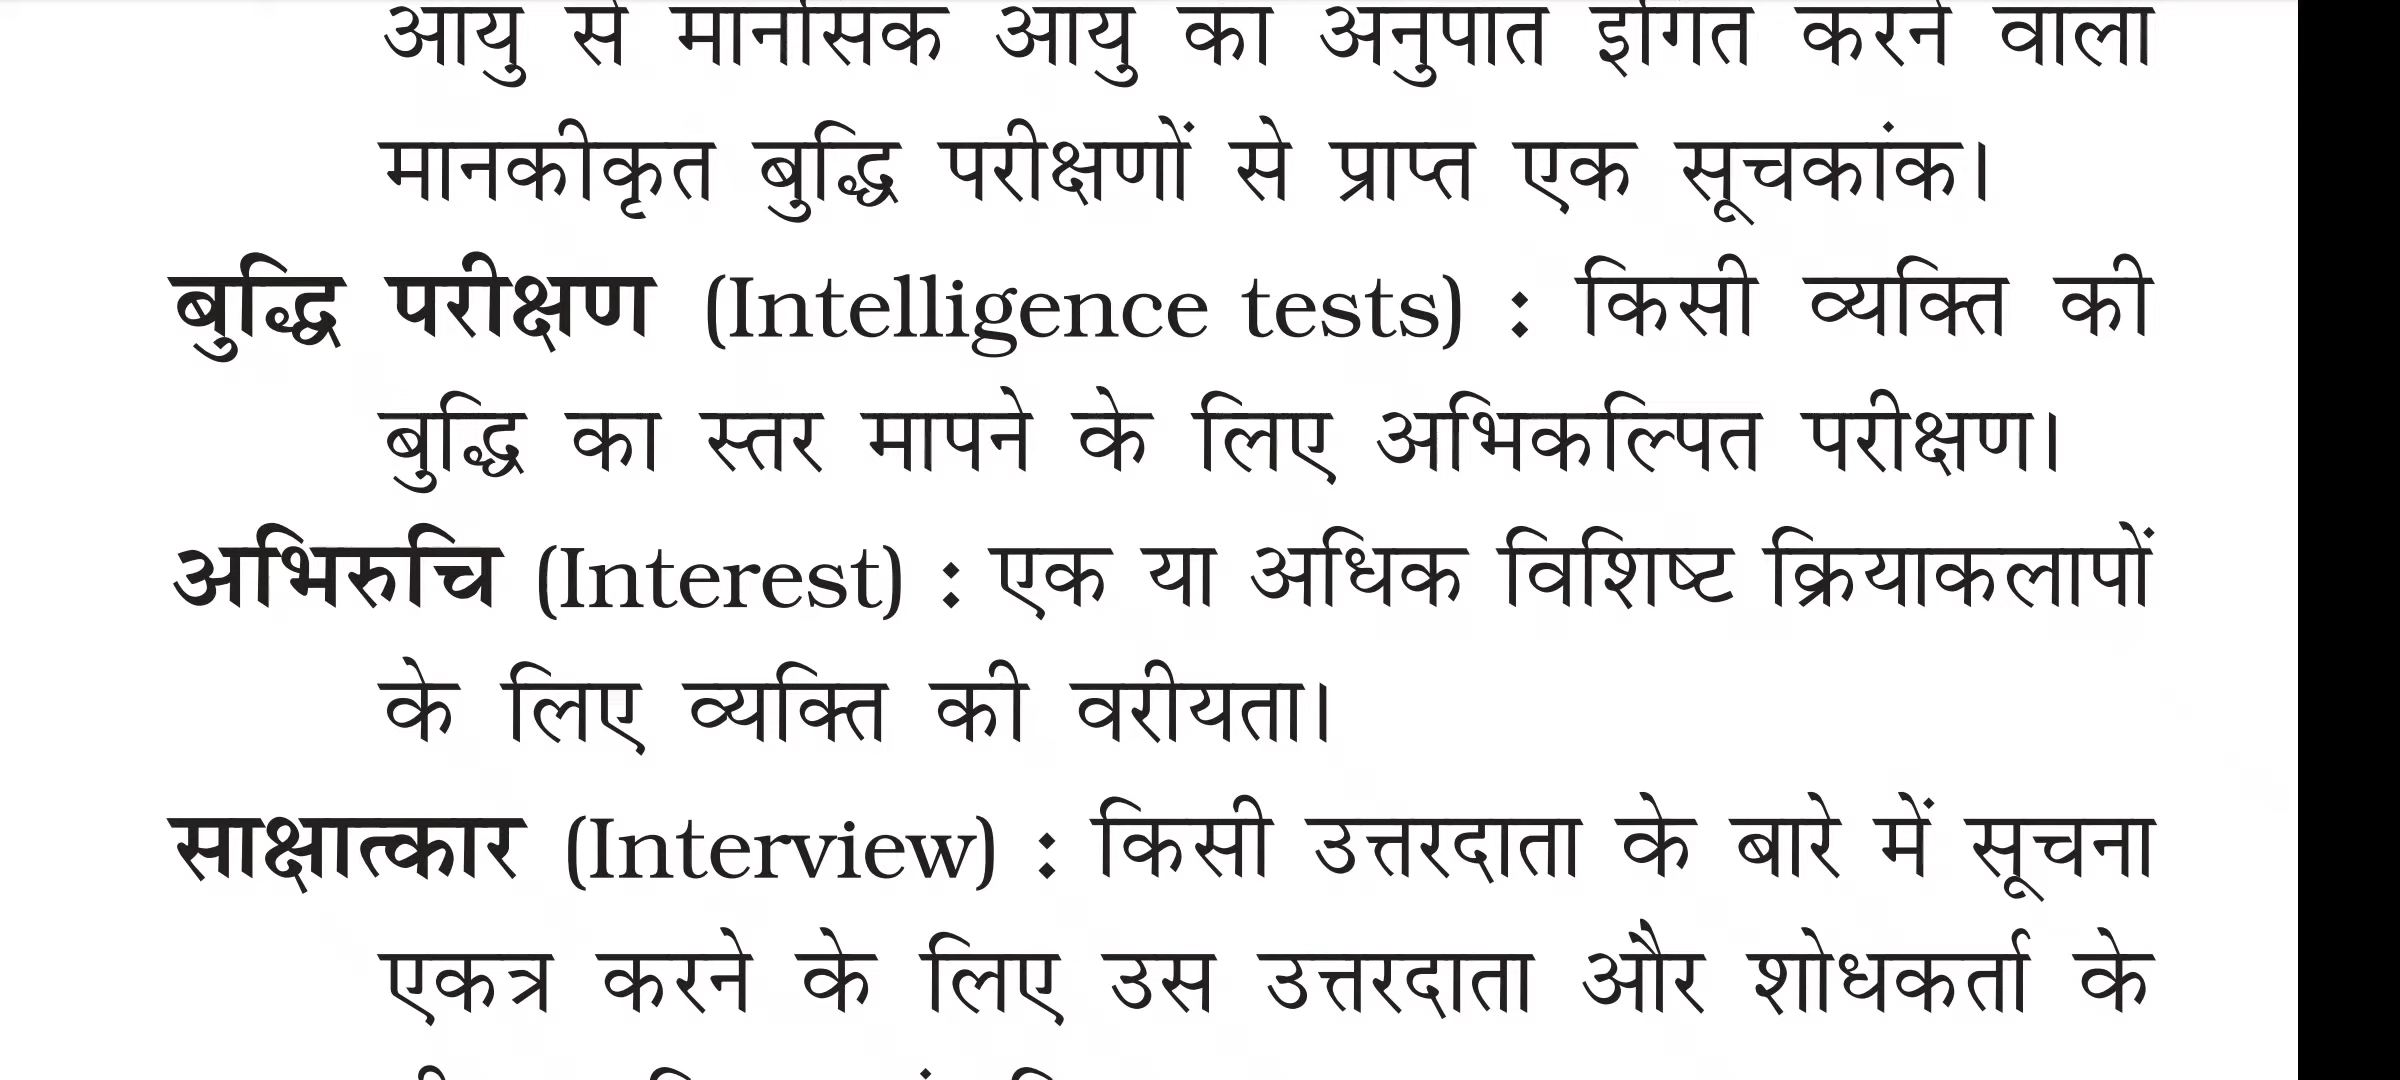 आयु से मानसिक आयु का अनुपात इंगित करने वाला
मानकीकृत बुद्धि परीक्षणों से प्राप्त एक सूचकांक।
बुद्धि परीक्षण (Intelligence tests) : किसी व्यक्ति की
बुद्धि का स्तर मापने के लिए अभिकल्पित परीक्षण।
अभिरुचि (Interest) : एक या अधिक विशिष्ट क्रियाकलापों
के लिए व्यक्ति की वरीयता।
साक्षात्कार (Interview) : किसी उत्तरदाता के बारे में सूचना
एकत्र करने के लिए उस उत्तरदाता और शोधकर्ता के